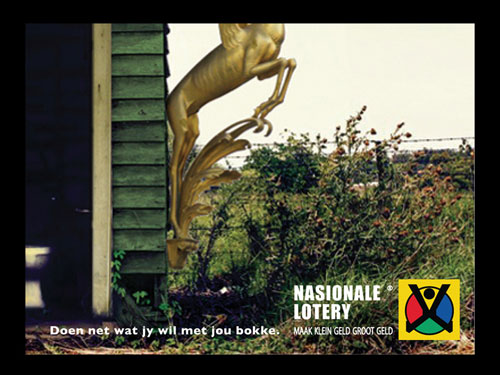 NASIONALE ®
LOTERY
Doen net wat jy wil met jou bokke.
MAAK KLEIN GELD GROOT GELD